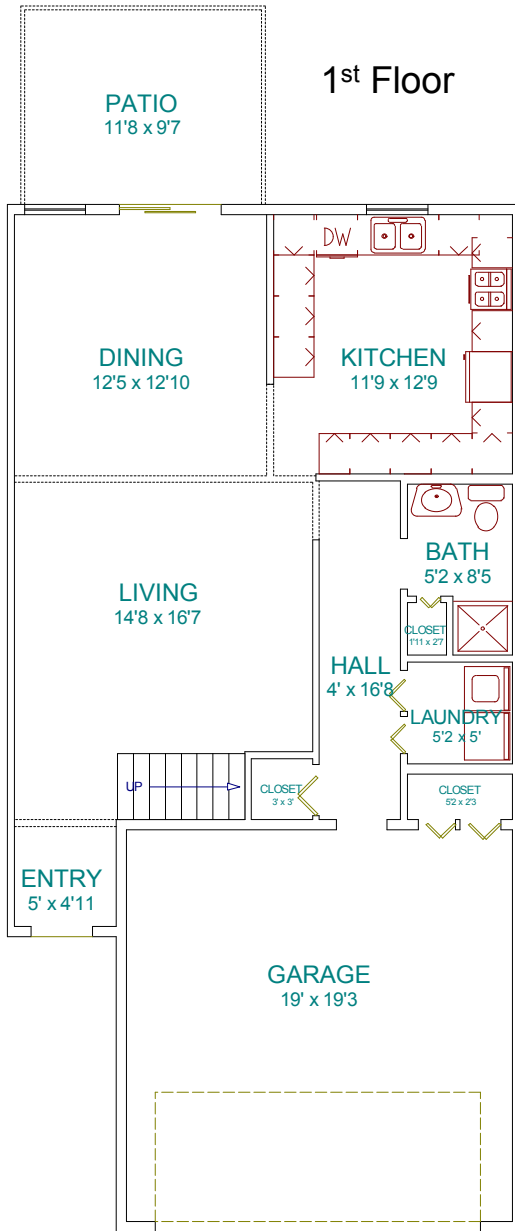 1st Floor
PATIO
11'8 x 9'7
DW
DINING
12'5 x 12'10
KITCHEN
11'9 x 12'9
BATH
5'2 x 8'5
LIVING
14'8 x 16'7
CLOSET
1'11 x 2'7
HALL
4' x 16'8
LAUNDRY
5'2 x 5'
UP
CLOSET
3' x 3'
CLOSET
5'2 x 2'3
ENTRY
5' x 4'11
GARAGE
19' x 19'3